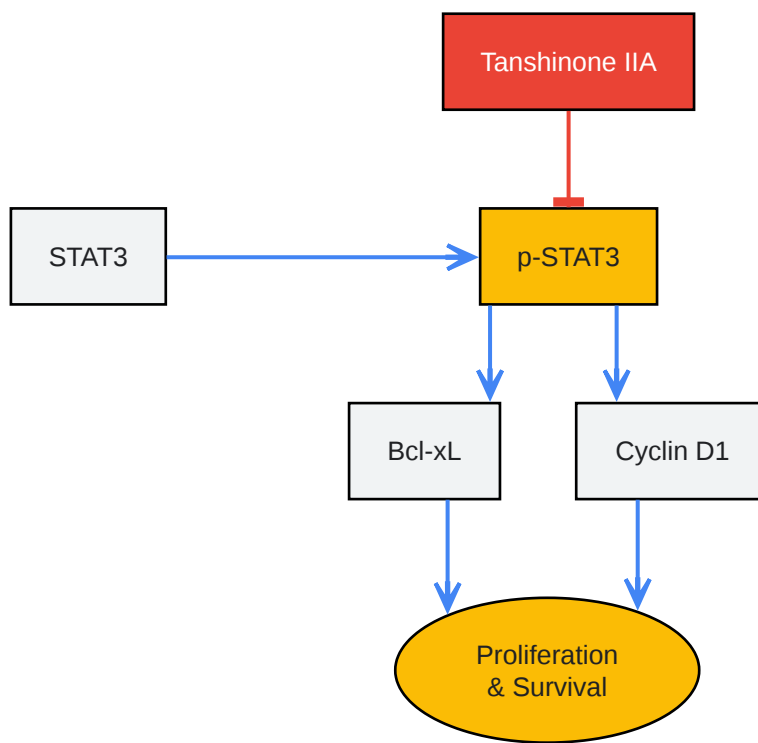 Tanshinone IIA
STAT3
p-STAT3
Bcl-xL
Cyclin D1
Proliferation
& Survival